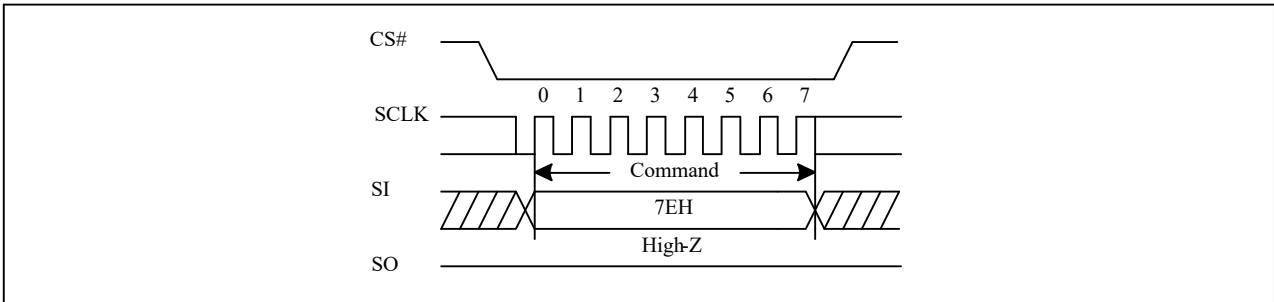 CS#
0 1 2 3 4 5 6 7
SCLK
Command
SI
7EH
High-Z
SO